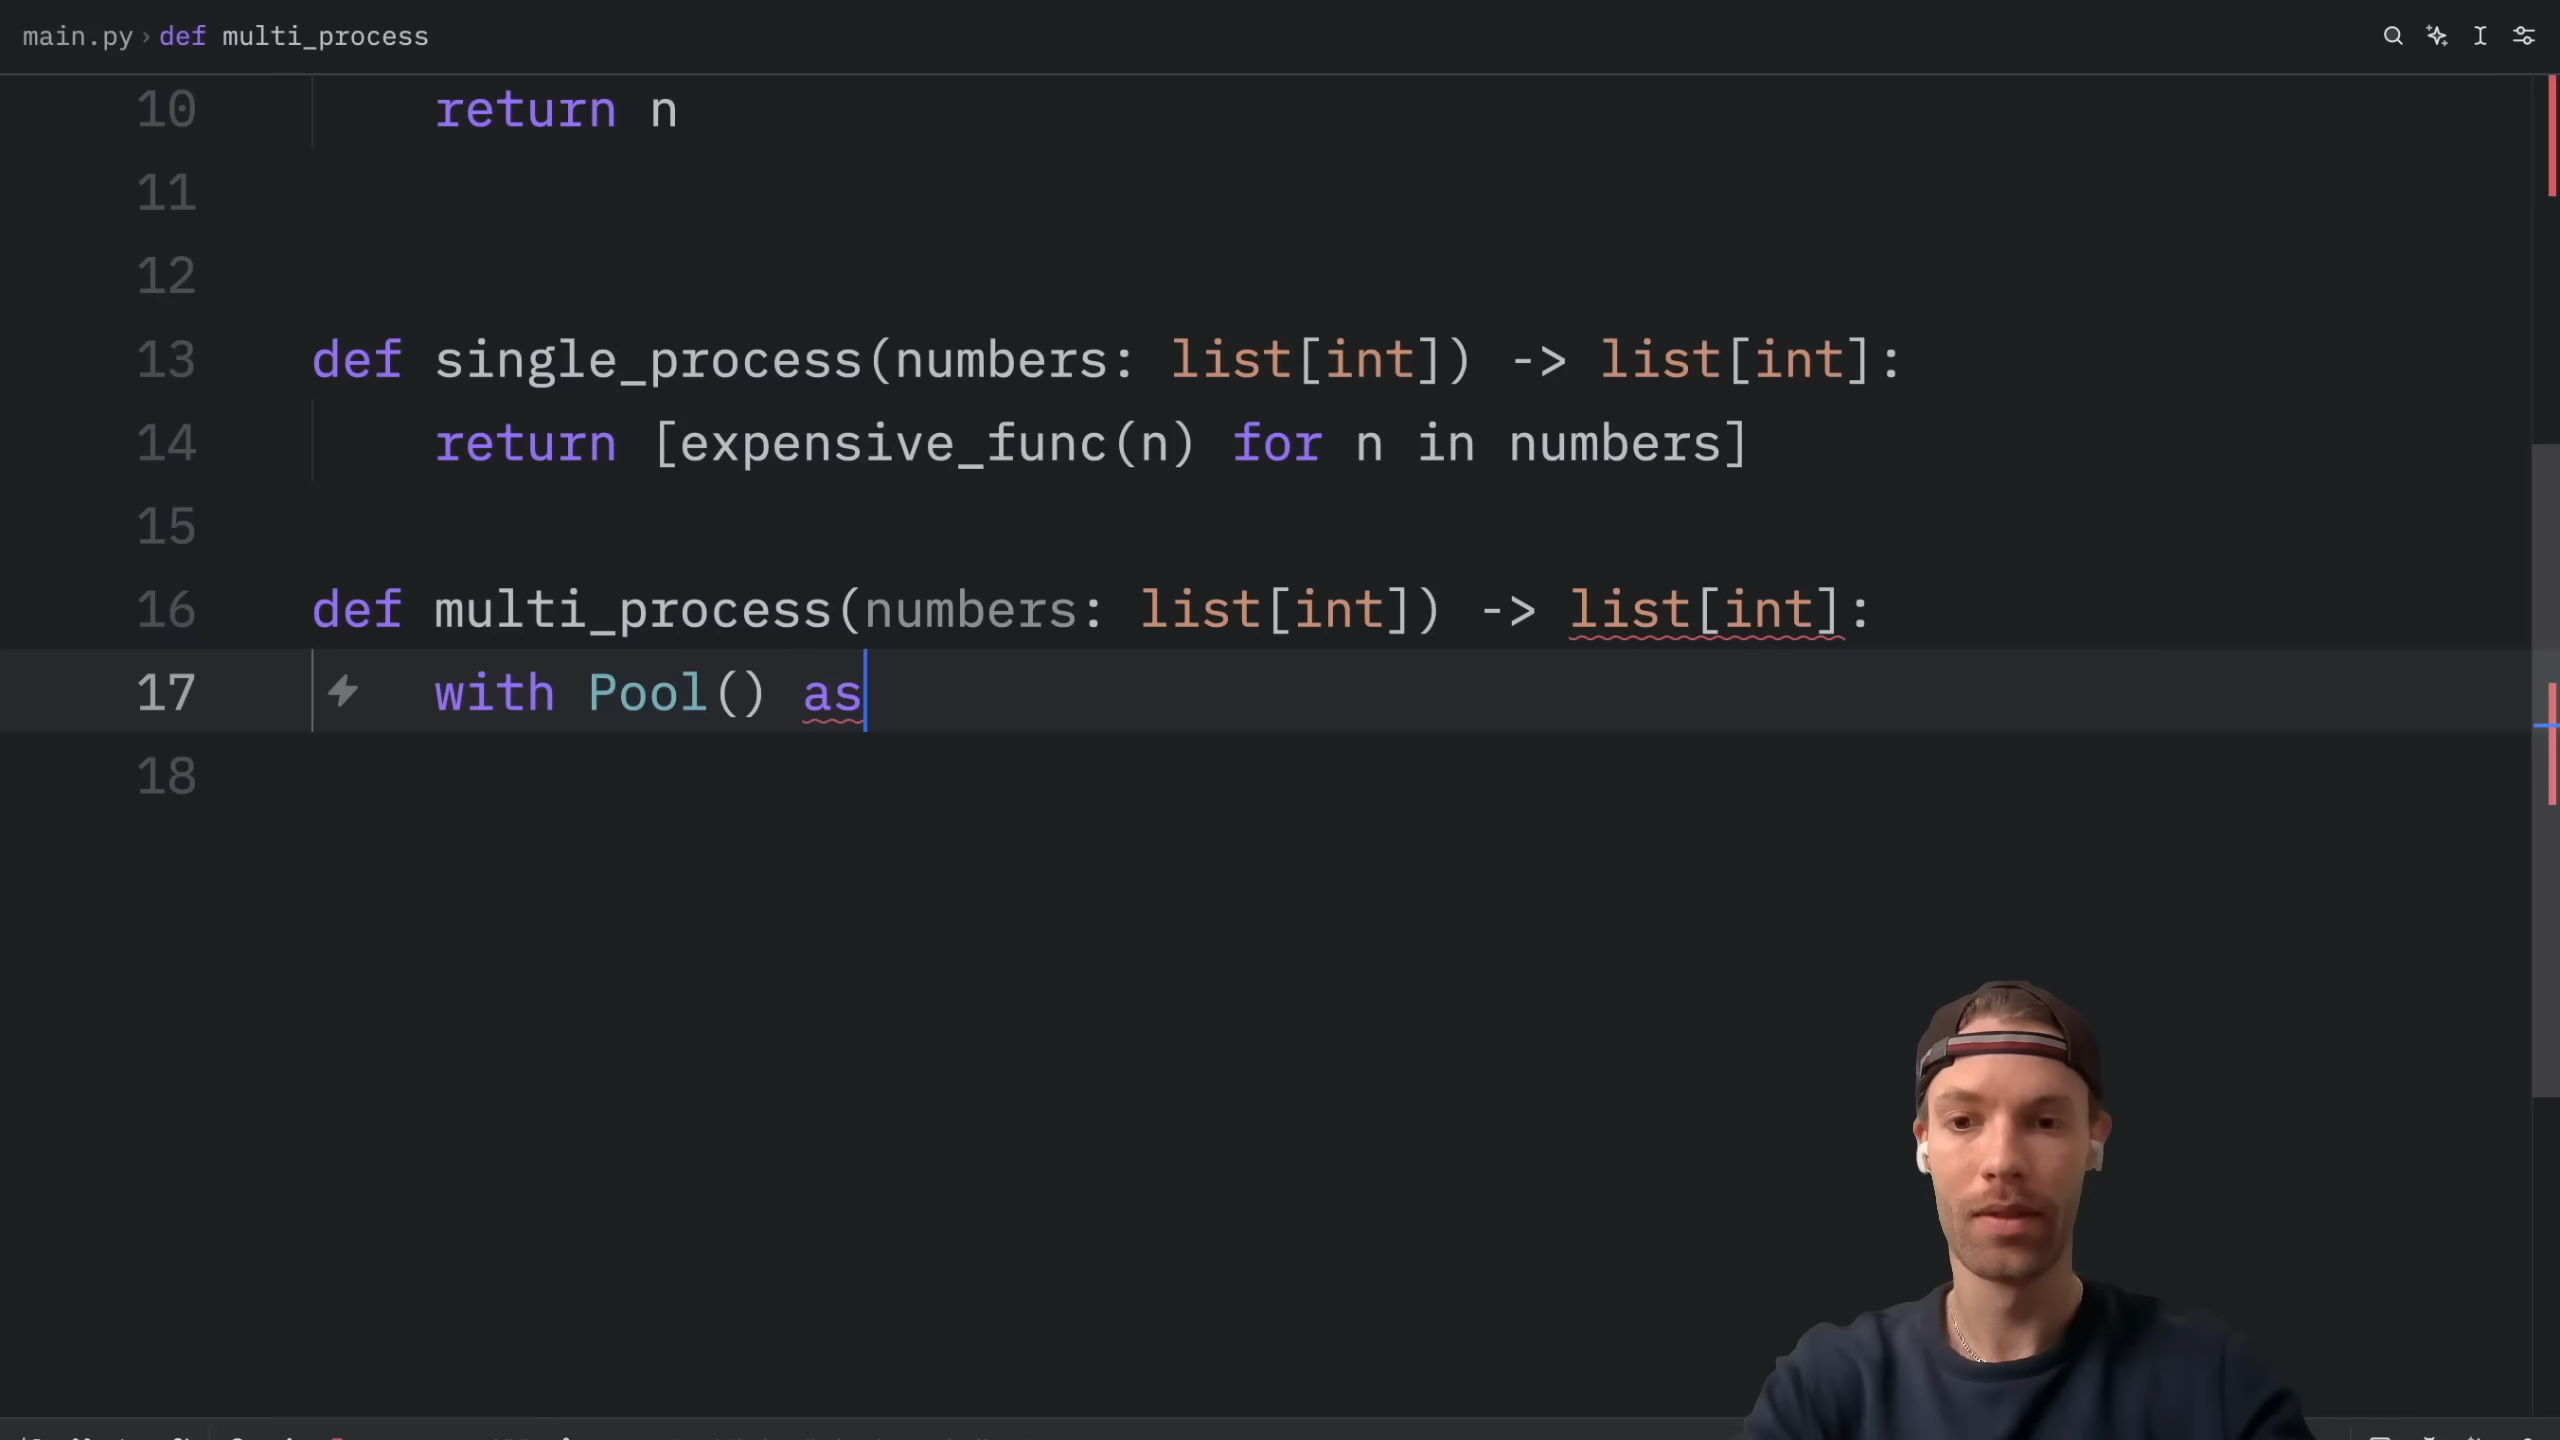 main.py › def multi_process
10 return n
11
12
13 def single_process(numbers: list[int]) -> list[int]:
14 return [expensive_func(n) for n in numbers]
15
16 def multi_process(numbers: list[int]) -> list[int]:
17 with Pool() as
18